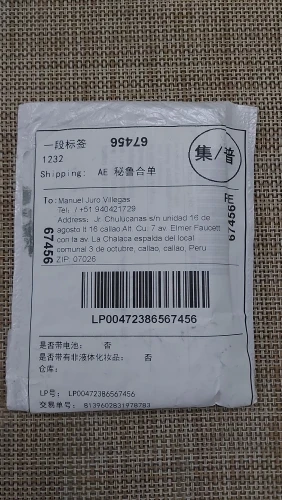 一段标签
67456
1232
集/普
Shipping: AE 秘鲁合单
To: Manuel Juro Villegas
Tel: / +51 940421729
Address: Jr. Chulucanas s/n unidad 16 de
agosto lt 16 callao Alt. Cu. 7 av. Elmer Faucett
con la av. La Chalaca espalda del local
comunal 3 de octubre, callao, callao, Peru
ZIP: 07026
67456
PE
67456
LP00472386567456
是否带电池: 否
是否带有非液体化妆品: 否
仓库:
LP号: LP00472386567456
交易单号: 8139602831978783